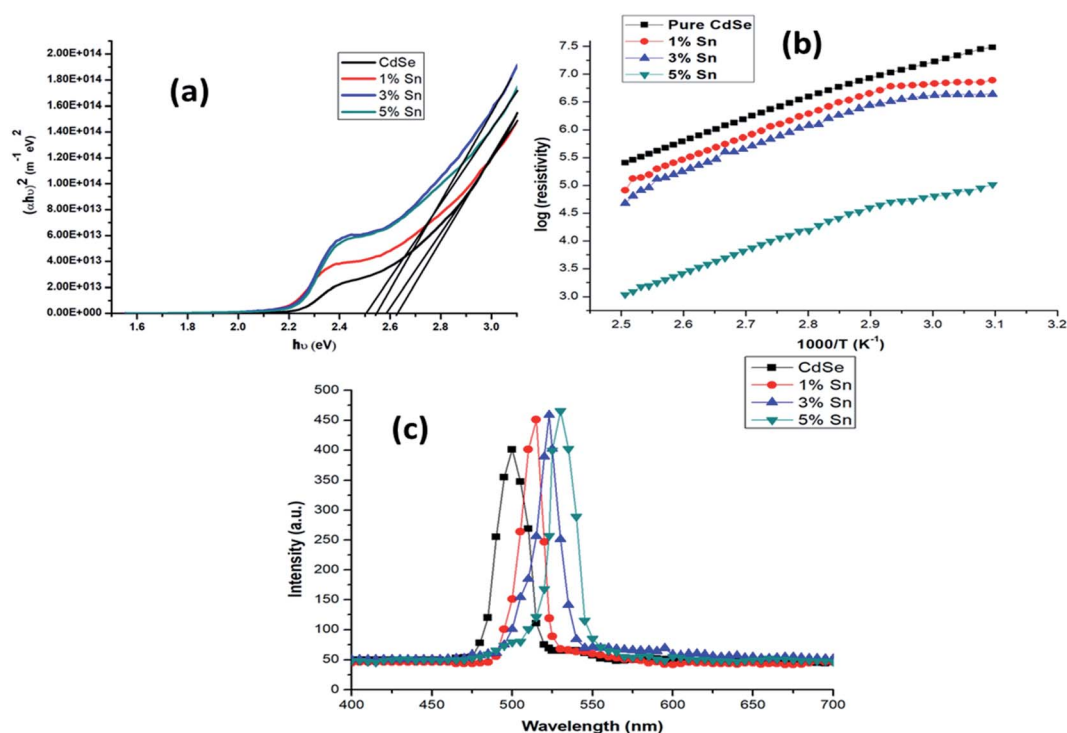 (a)
CdSe
1% Sn
3% Sn
5% Sn
2.00E+014
1.80E+014
1.60E+014
1.40E+014
1.20E+014
1.00E+014
8.00E+013
6.00E+013
4.00E+013
2.00E+013
0.00E+000
(αhυ)² (m⁻¹ eV)²
1.6 1.8 2.0 2.2 2.4 2.6 2.8 3.0
hυ (eV)
Pure CdSe
1% Sn
3% Sn
5% Sn
(b)
7.5
7.0
6.5
6.0
5.5
5.0
4.5
4.0
3.5
3.0
log (resistivity)
2.5 2.6 2.7 2.8 2.9 3.0 3.1 3.2
1000/T (K⁻¹)
CdSe
1% Sn
3% Sn
5% Sn
(c)
500
450
400
350
300
250
200
150
100
50
0
Intensity (a.u.)
400 450 500 550 600 650 700
Wavelength (nm)